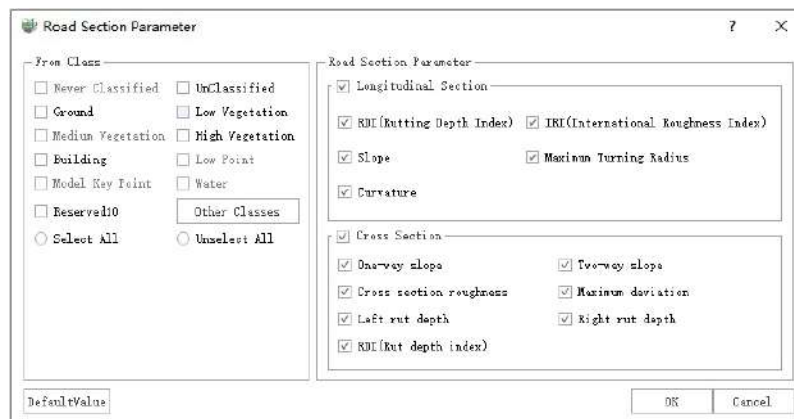 Road Section Parameter ? ×
From Class
Never Classified UnClassified
Ground Low Vegetation
Medium Vegetation High Vegetation
Building Low Point
Model Key Point Water
Reserved10 Other Classes
Select All Unselect All
Road Section Parameter
Longitudinal Section
RDI(Rutting Depth Index) IRI(International Roughness Index)
Slope Maximum Turning Radius
Curvature
Cross Section
One-way slope Two-way slope
Cross section roughness Maximum deviation
Left rut depth Right rut depth
RDI(Rut depth index)
DefaultValue OK Cancel